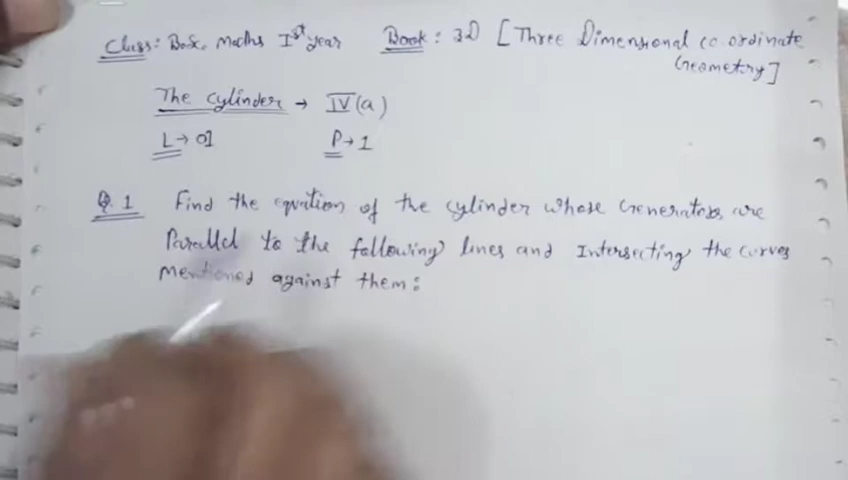 Class: B.Sc. Maths Ist year Book: 3D [Three Dimensional co.ordinate
Geometry]
The cylinder → IV(a)
L → 01 P → 1
Q.1 Find the equation of the cylinder whose Generators are
Parallel to the following lines and Intersecting the curves
mentioned against them: